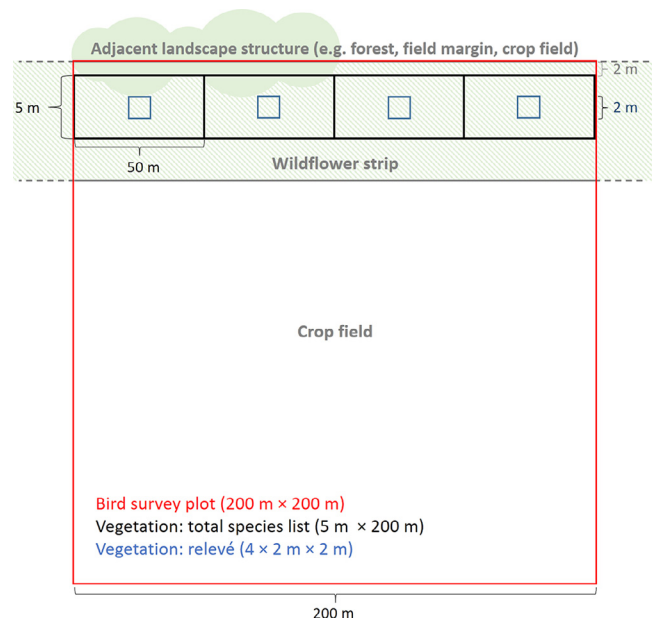 Adjacent landscape structure (e.g. forest, field margin, crop field)
2 m
5 m
2 m
50 m
Wildflower strip
Crop field
Bird survey plot (200 m × 200 m)
Vegetation: total species list (5 m × 200 m)
Vegetation: relevé (4 × 2 m × 2 m)
200 m